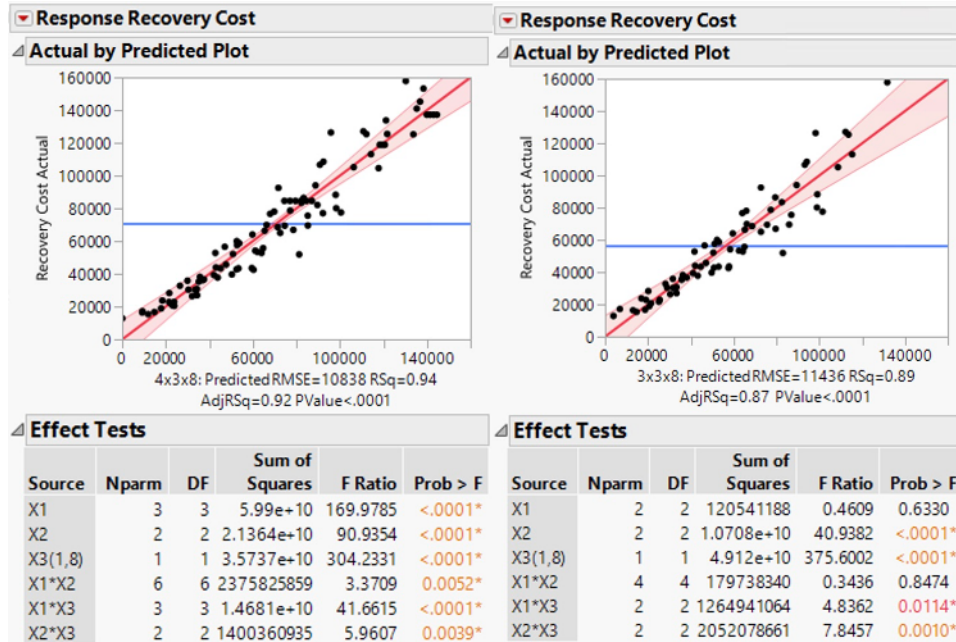 Response Recovery Cost
Actual by Predicted Plot
160000
140000
120000
100000
80000
60000
40000
20000
0
Recovery Cost Actual
0 20000 60000 100000 140000
4x3x8: Predicted RMSE=10838 RSq=0.94
AdjRSq=0.92 PValue<.0001
Effect Tests
Sum of
Source Nparm DF Squares F Ratio Prob > F
X1 3 3 5.99e+10 169.9785 <.0001*
X2 2 2 2.1364e+10 90.9354 <.0001*
X3(1,8) 1 1 3.5737e+10 304.2331 <.0001*
X1*X2 6 6 2375825859 3.3709 0.0052*
X1*X3 3 3 1.4681e+10 41.6615 <.0001*
X2*X3 2 2 1400360935 5.9607 0.0039*
Response Recovery Cost
Actual by Predicted Plot
160000
140000
120000
100000
80000
60000
40000
20000
0
Recovery Cost Actual
0 20000 60000 100000 140000
3x3x8: Predicted RMSE=11436 RSq=0.89
AdjRSq=0.87 PValue<.0001
Effect Tests
Sum of
Source Nparm DF Squares F Ratio Prob > F
X1 2 2 120541188 0.4609 0.6330
X2 2 2 1.0708e+10 40.9382 <.0001*
X3(1,8) 1 1 4.912e+10 375.6002 <.0001*
X1*X2 4 4 179738340 0.3436 0.8474
X1*X3 2 2 1264941064 4.8362 0.0114*
X2*X3 2 2 2052078661 7.8457 0.0010*